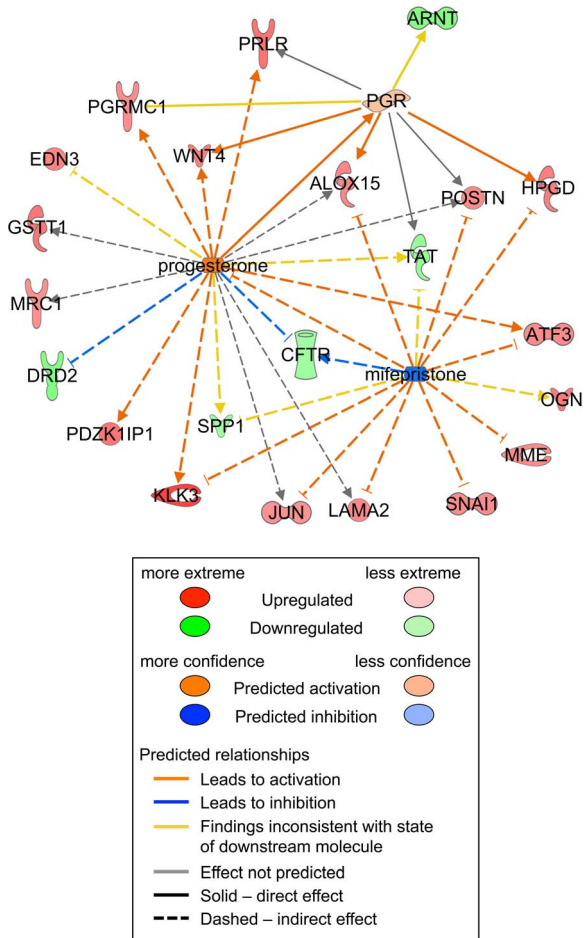 ARNT
PRLR
PGRMC1
PGR
EDN3
WNT4
ALOX15
POSTN
HPGD
GSTT1
TAT
progesterone
MRC1
ATF3
CFTR
mifepristone
DRD2
OGN
PDZK1IP1
SPP1
MME
KLK3
JUN
LAMA2
SNAI1
more extreme less extreme
Upregulated
Downregulated
more confidence less confidence
Predicted activation
Predicted inhibition
Predicted relationships
Leads to activation
Leads to inhibition
Findings inconsistent with state
of downstream molecule
Effect not predicted
Solid – direct effect
Dashed – indirect effect